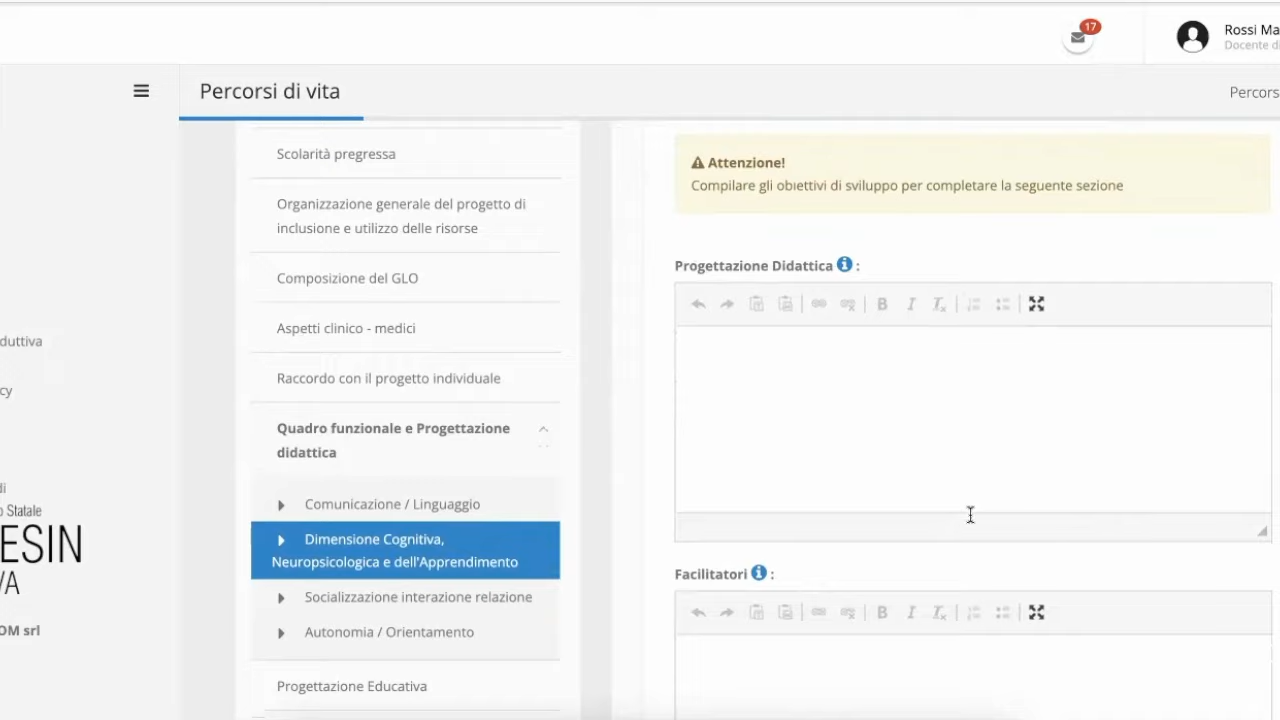 17
Rossi Ma
Docente di
Percorsi di vita
Percors
Scolarità pregressa
Organizzazione generale del progetto di
inclusione e utilizzo delle risorse
Composizione del GLO
Aspetti clinico - medici
Raccordo con il progetto individuale
Quadro funzionale e Progettazione
didattica
Comunicazione / Linguaggio
Dimensione Cognitiva,
Neuropsicologica e dell'Apprendimento
Socializzazione interazione relazione
Autonomia / Orientamento
Progettazione Educativa
duttiva
cy
di
o Statale
ESIN
VA
OM srl
Attenzione!
Compilare gli obiettivi di sviluppo per completare la seguente sezione
Progettazione Didattica i :
B I Tx
Facilitatori i :
B I Tx